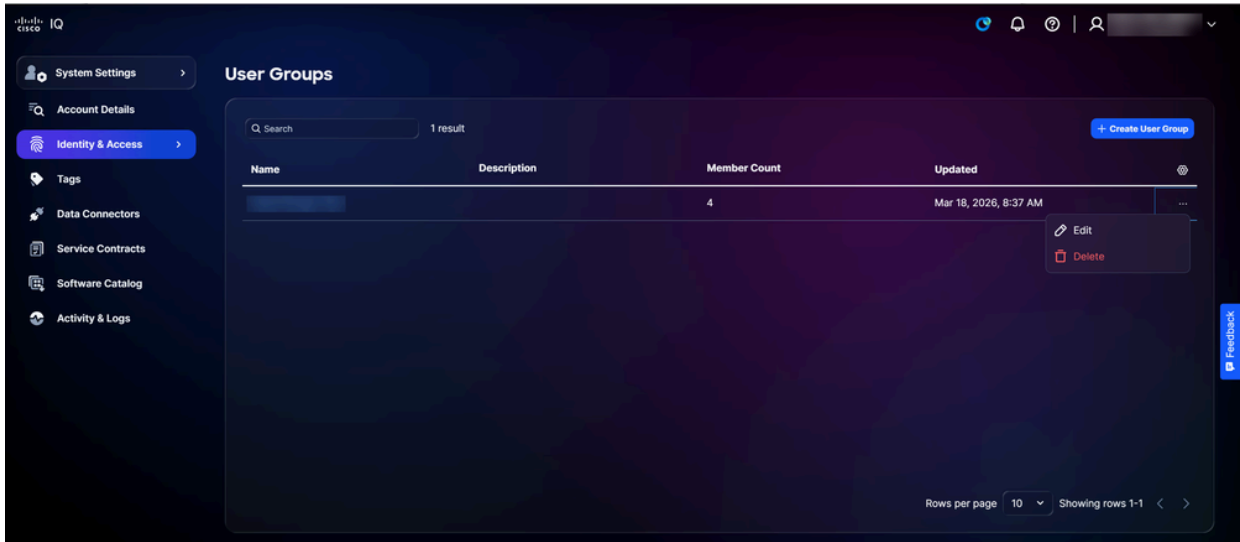 cisco IQ
System Settings
Account Details
Identity & Access
Tags
Data Connectors
Service Contracts
Software Catalog
Activity & Logs
User Groups
Search 1 result + Create User Group
Name Description Member Count Updated
4 Mar 18, 2026, 8:37 AM ...
Edit
Delete
Feedback
Rows per page 10 Showing rows 1-1